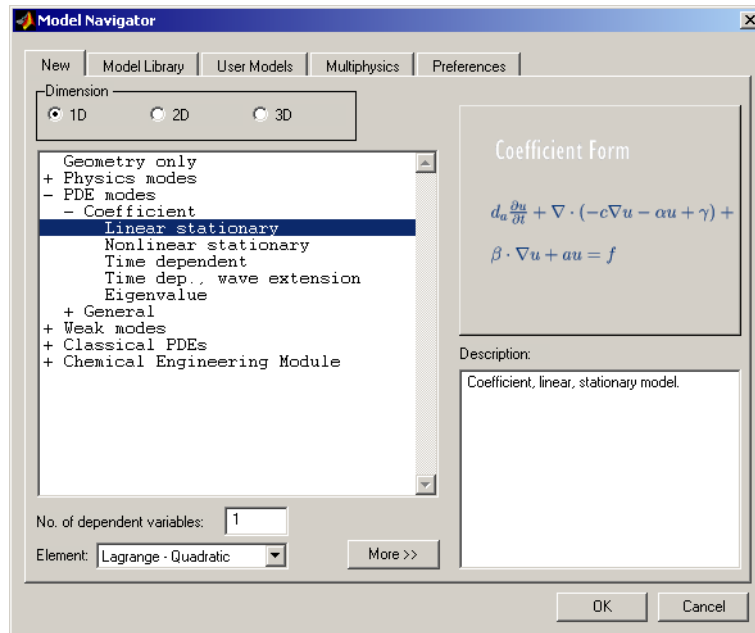 Model Navigator
New Model Library User Models Multiphysics Preferences
Dimension
1D 2D 3D
Geometry only
+ Physics modes
- PDE modes
- Coefficient
Linear stationary
Nonlinear stationary
Time dependent
Time dep., wave extension
Eigenvalue
+ General
+ Weak modes
+ Classical PDEs
+ Chemical Engineering Module
No. of dependent variables: 1
Element: Lagrange - Quadratic
More >>
Coefficient Form
dₐ ∂u/∂t + ∇ · (-c∇u - αu + γ) +
β · ∇u + au = f
Description:
Coefficient, linear, stationary model.
OK Cancel